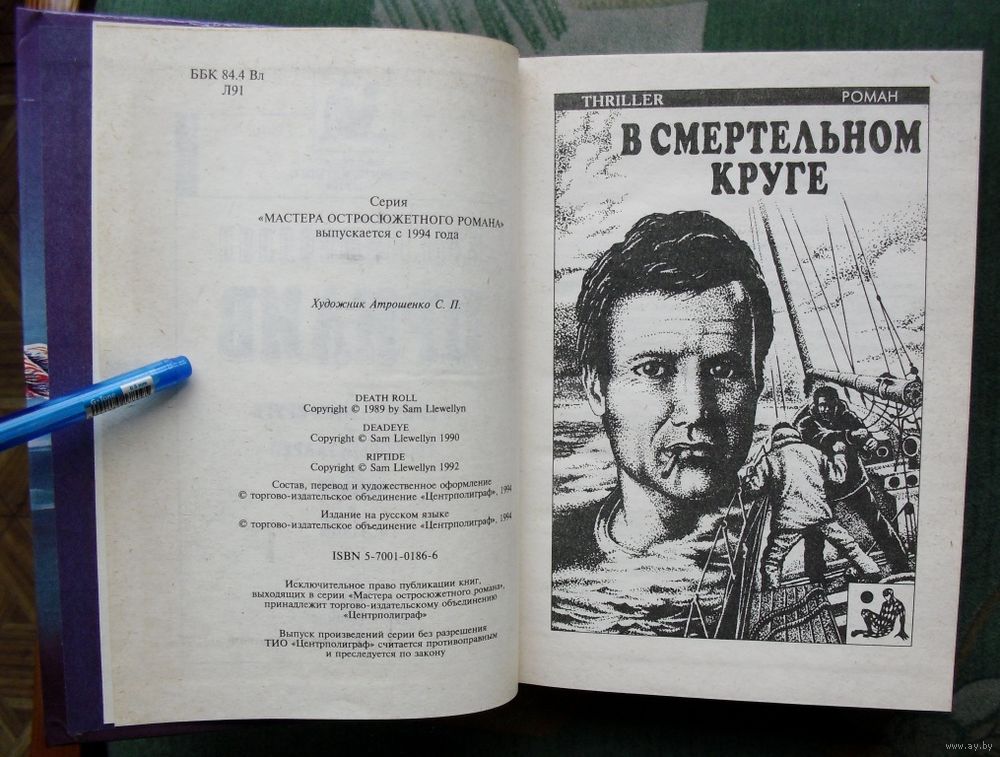 ББК 84.4 Вл
Л91
Серия
«МАСТЕРА ОСТРОСЮЖЕТНОГО РОМАНА»
выпускается с 1994 года
Художник Атрошенко С. П.
DEATH ROLL
Copyright © 1989 by Sam Llewellyn
DEADEYE
Copyright © Sam Llewellyn 1990
RIPTIDE
Copyright © Sam Llewellyn 1992
Состав, перевод и художественное оформление
© торгово-издательское объединение «Центрполиграф», 1994
Издание на русском языке
© торгово-издательское объединение «Центрполиграф», 1994
ISBN 5-7001-0186-6
Исключительное право публикации книг,
выходящих в серии «Мастера остросюжетного романа»,
принадлежит торгово-издательскому объединению
«Центрполиграф»
Выпуск произведений серии без разрешения
ТИО «Центрполиграф» считается противоправным
и преследуется по закону
THRILLER РОМАН
В СМЕРТЕЛЬНОМ
КРУГЕ
www.ay.by